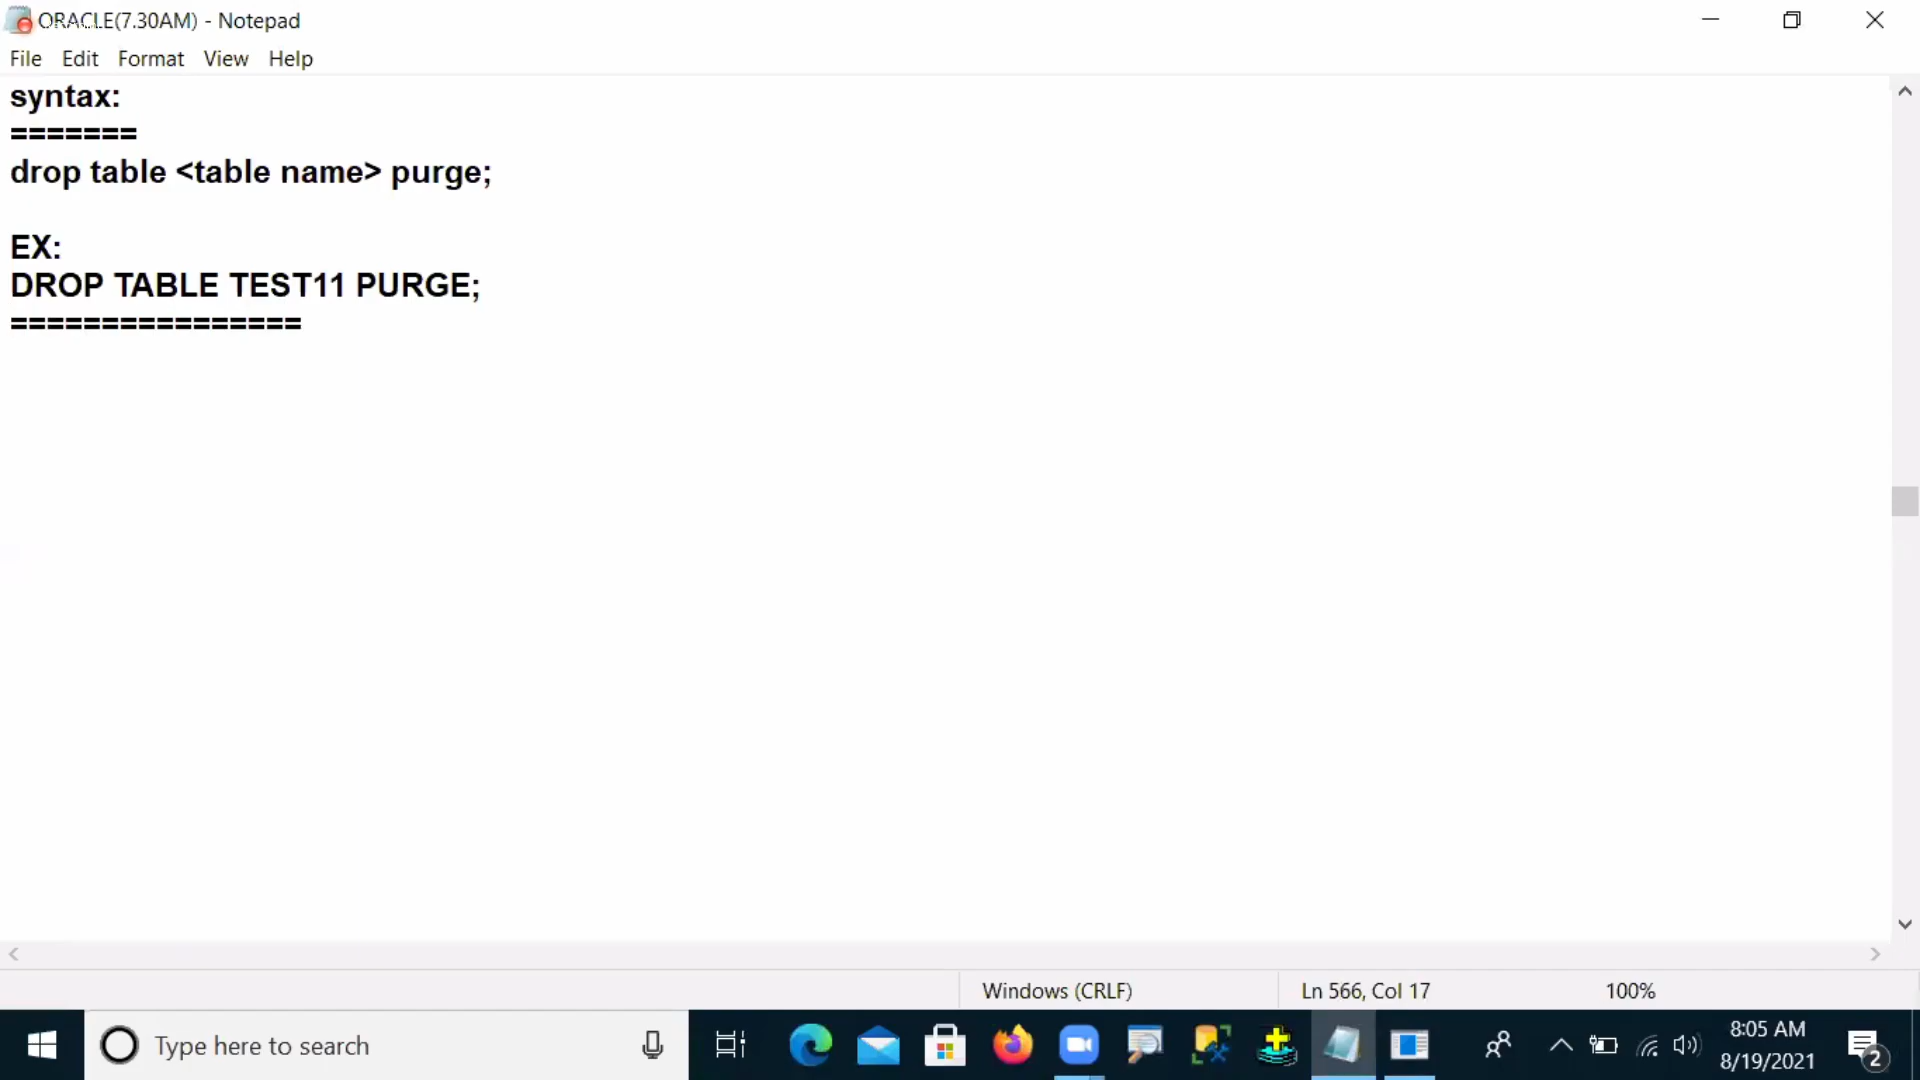 ORACLE(7.30AM) - Notepad
File Edit Format View Help
syntax:
=======
drop table <table name> purge;
EX:
DROP TABLE TEST11 PURGE;
================
Windows (CRLF) Ln 566, Col 17 100%
Type here to search
8:05 AM
8/19/2021
2